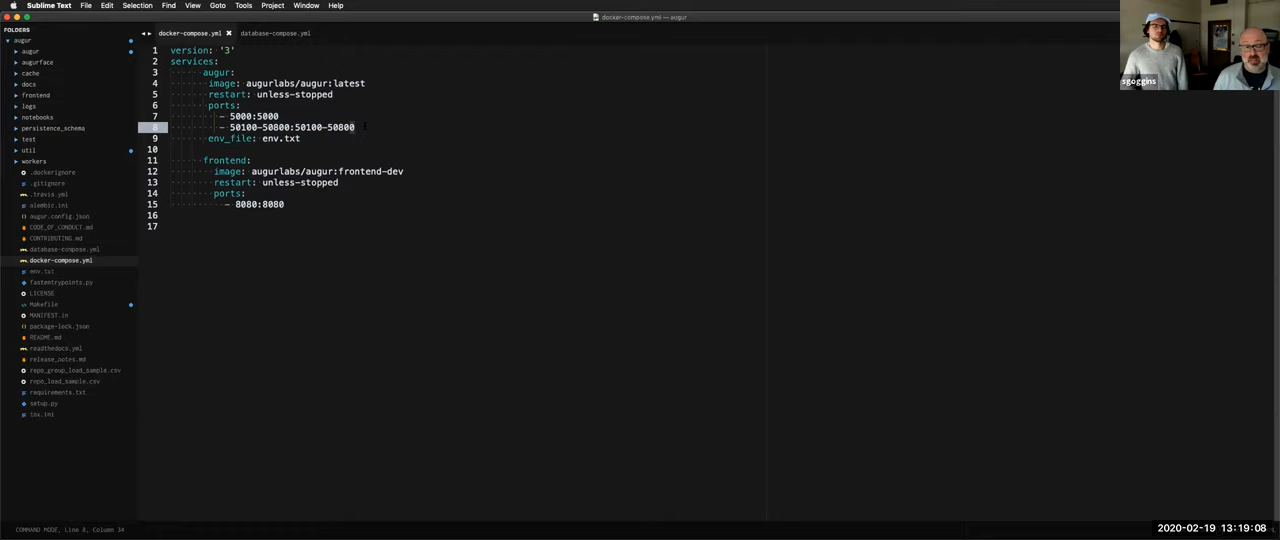 Sublime Text File Edit Selection Find View Goto Tools Project Window Help
docker-compose.yml — augur
FOLDERS
augur
augur
augurface
cache
docs
frontend
logs
notebooks
persistence_schema
test
util
workers
.dockerignore
.gitignore
.travis.yml
alembic.ini
augur.config.json
CODE_OF_CONDUCT.md
CONTRIBUTING.md
database-compose.yml
docker-compose.yml
env.txt
fastentrypoints.py
LICENSE
Makefile
MANIFEST.in
package-lock.json
README.md
readthedocs.yml
release_notes.md
repo_group_load_sample.csv
repo_load_sample.csv
requirements.txt
setup.py
tox.ini
docker-compose.yml database-compose.yml
1 version: '3'
2 services:
3 augur:
4 image: augurlabs/augur:latest
5 restart: unless-stopped
6 ports:
7 - 5000:5000
8 - 50100-50800:50100-50800
9 env_file: env.txt
10
11 frontend:
12 image: augurlabs/augur:frontend-dev
13 restart: unless-stopped
14 ports:
15 - 8080:8080
16
17
sgoggins
COMMAND MODE, Line 8, Column 34
2020-02-19 13:19:08